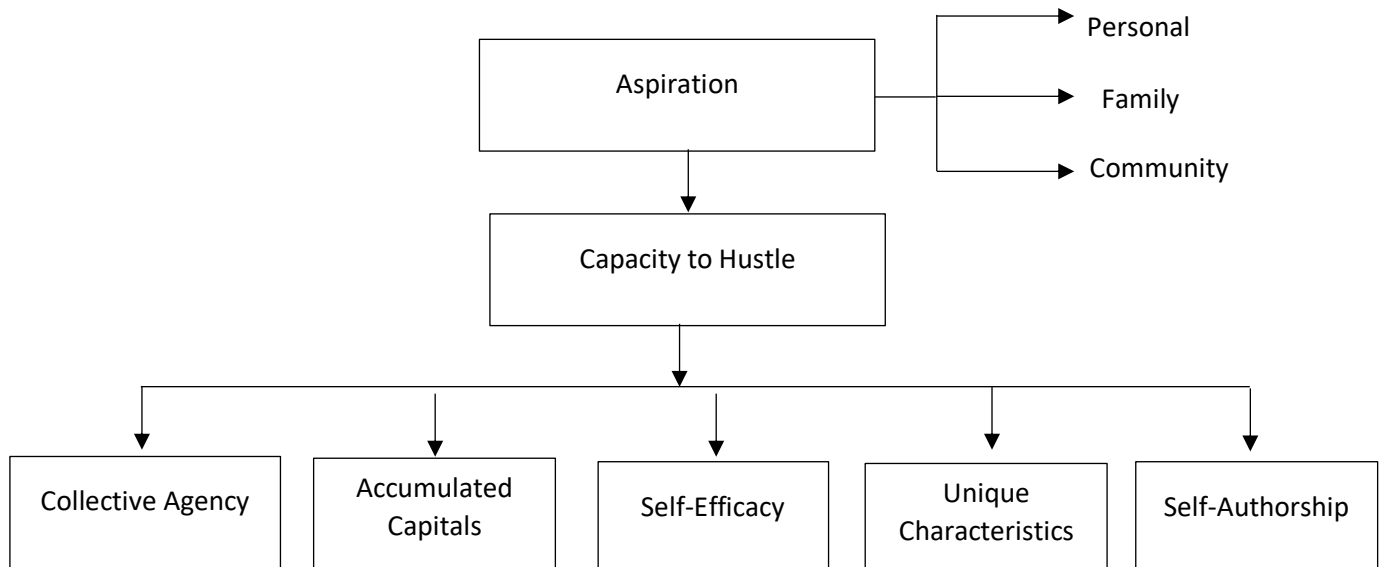 Personal
Aspiration
Family
Community
Capacity to Hustle
Collective Agency
Accumulated
Capitals
Self-Efficacy
Unique
Characteristics
Self-Authorship